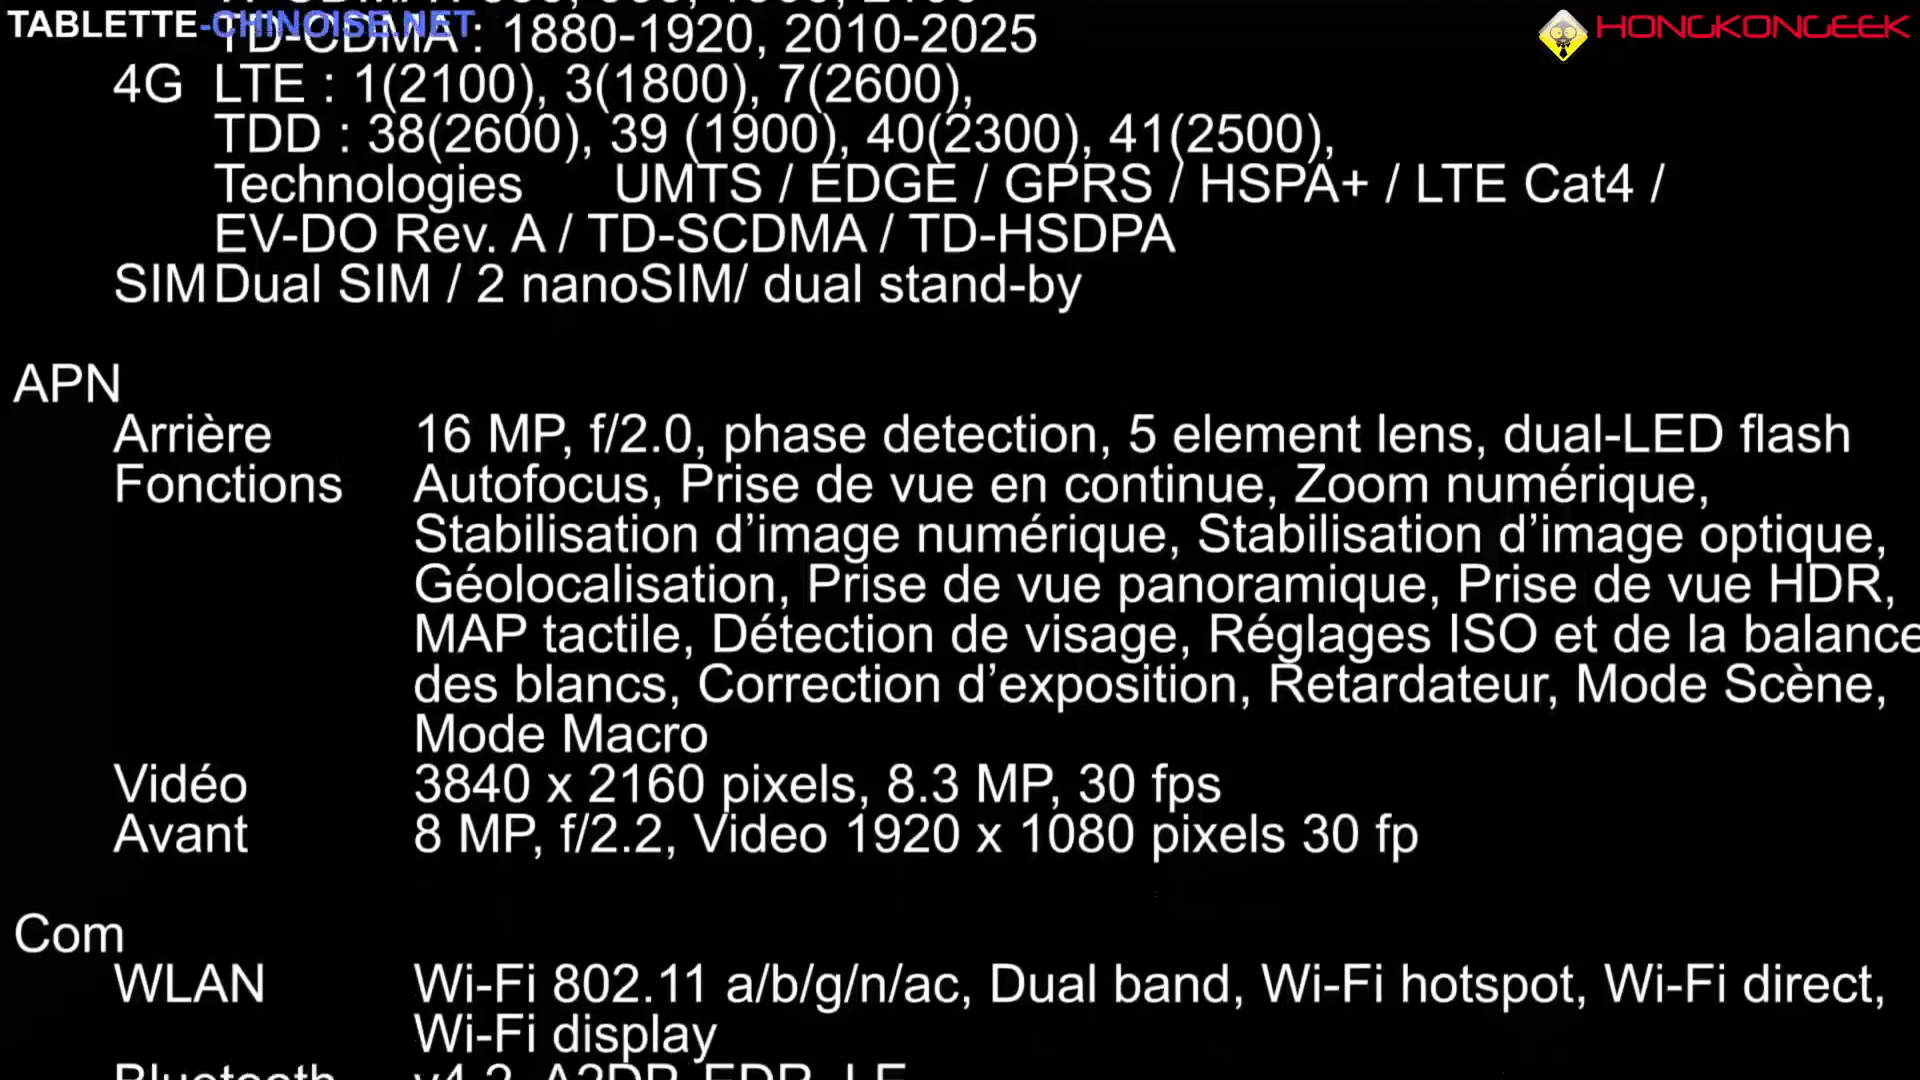 TABLETTE-CHINOISE.NET
HONGKONGEEK
TD-CDMA : 1880-1920, 2010-2025
4G LTE : 1(2100), 3(1800), 7(2600),
TDD : 38(2600), 39 (1900), 40(2300), 41(2500),
Technologies UMTS / EDGE / GPRS / HSPA+ / LTE Cat4 /
EV-DO Rev. A / TD-SCDMA / TD-HSDPA
SIM Dual SIM / 2 nanoSIM/ dual stand-by
APN
Arrière 16 MP, f/2.0, phase detection, 5 element lens, dual-LED flash
Fonctions Autofocus, Prise de vue en continue, Zoom numérique,
Stabilisation d’image numérique, Stabilisation d’image optique,
Géolocalisation, Prise de vue panoramique, Prise de vue HDR,
MAP tactile, Détection de visage, Réglages ISO et de la balance
des blancs, Correction d’exposition, Retardateur, Mode Scène,
Mode Macro
Vidéo 3840 x 2160 pixels, 8.3 MP, 30 fps
Avant 8 MP, f/2.2, Video 1920 x 1080 pixels 30 fp
Com
WLAN Wi-Fi 802.11 a/b/g/n/ac, Dual band, Wi-Fi hotspot, Wi-Fi direct,
Wi-Fi display
Bluetooth v4.2, A2DP, EDR, LE